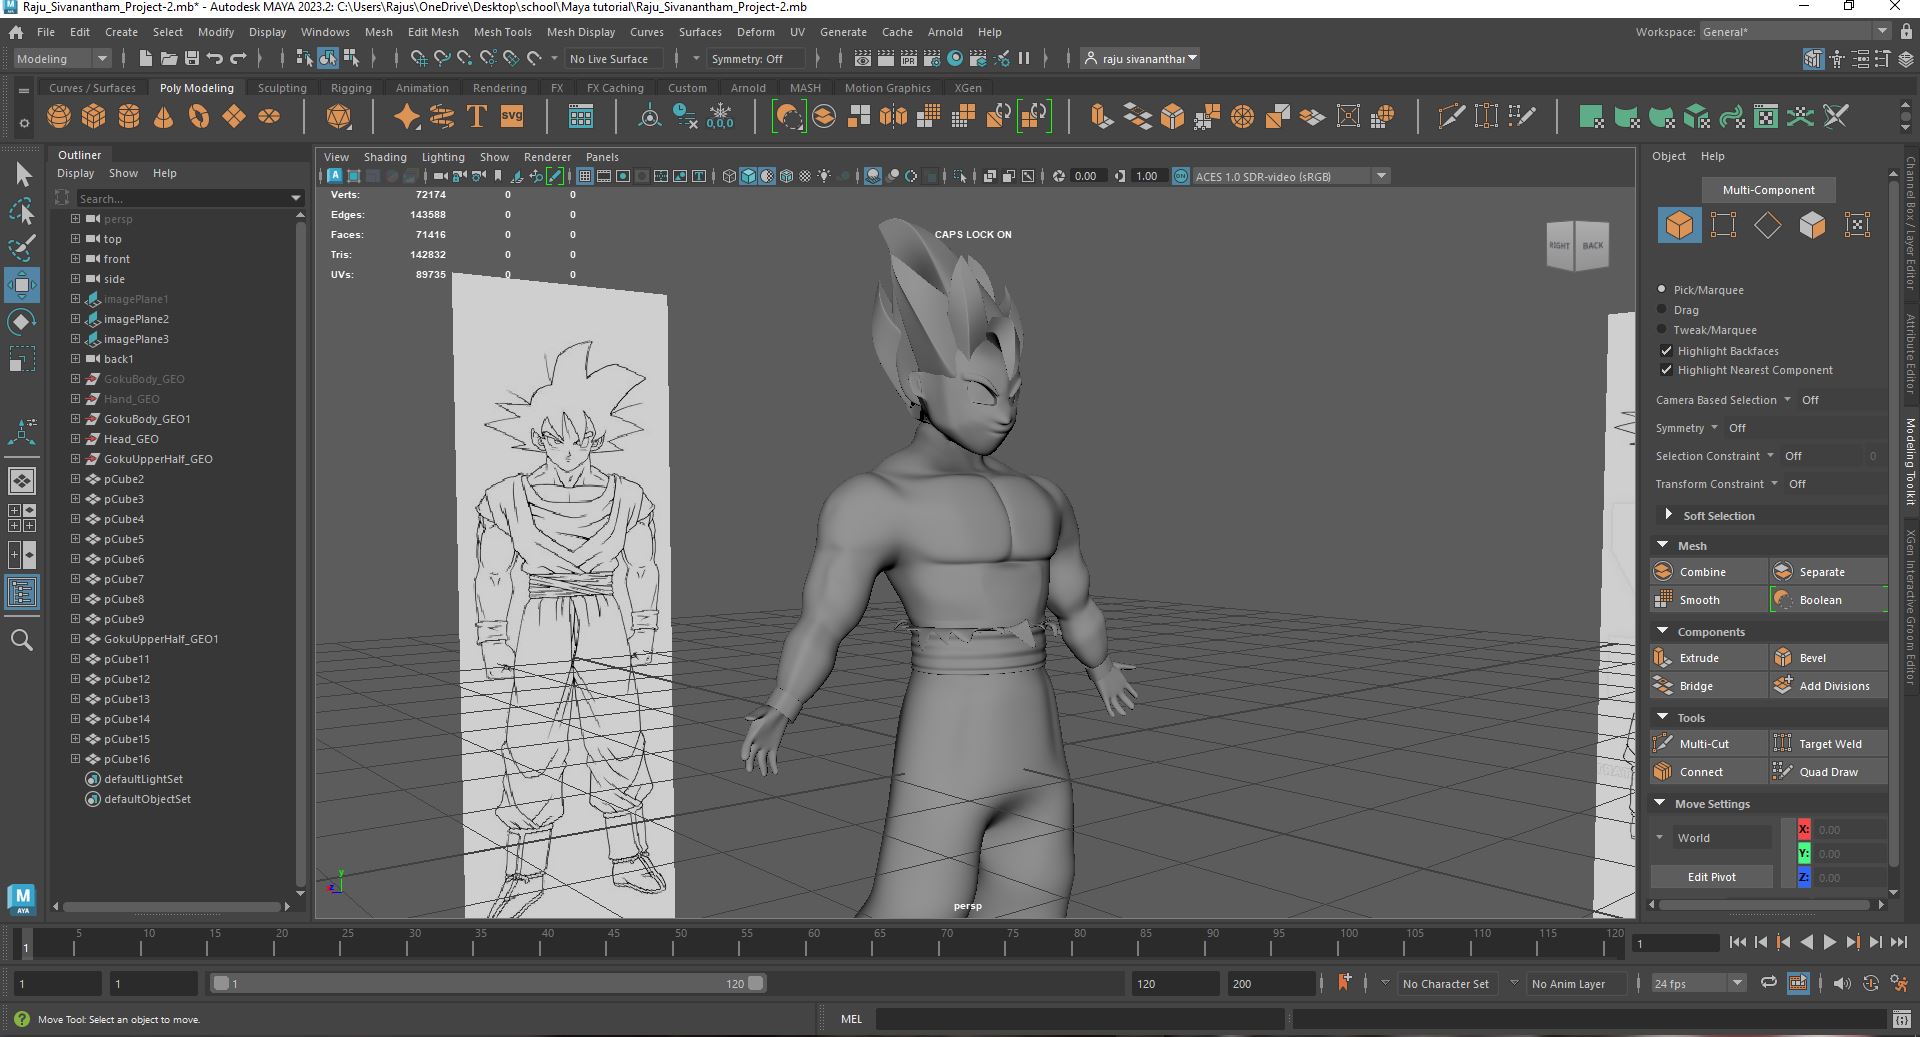 Raju_Sivanantham_Project-2.mb* - Autodesk MAYA 2023.2: C:\Users\Rajus\OneDrive\Desktop\school\Maya tutorial\Raju_Sivanantham_Project-2.mb
File Edit Create Select Modify Display Windows Mesh Edit Mesh Mesh Tools Mesh Display Curves Surfaces Deform UV Generate Cache Arnold Help Workspace: General*
Modeling No Live Surface Symmetry: Off raju sivananthar
Curves / Surfaces Poly Modeling Sculpting Rigging Animation Rendering FX FX Caching Custom Arnold MASH Motion Graphics XGen
T SVG 0,0,0 IPR
Outliner
Display Show Help
Search...
persp
top
front
side
imagePlane1
imagePlane2
imagePlane3
back1
GokuBody_GEO
Hand_GEO
GokuBody_GEO1
Head_GEO
GokuUpperHalf_GEO
pCube2
pCube3
pCube4
pCube5
pCube6
pCube7
pCube8
pCube9
GokuUpperHalf_GEO1
pCube11
pCube12
pCube13
pCube14
pCube15
pCube16
defaultLightSet
defaultObjectSet
View Shading Lighting Show Renderer Panels
0.00 1.00 ACES 1.0 SDR-video (sRGB)
Verts: 72174 0 0
Edges: 143588 0 0
Faces: 71416 0 0
Tris: 142832 0 0
UVs: 89735 0 0
CAPS LOCK ON
RIGHT BACK
persp
y
z
Object Help
Multi-Component
Pick/Marquee
Drag
Tweak/Marquee
Highlight Backfaces
Highlight Nearest Component
Camera Based Selection Off
Symmetry Off
Selection Constraint Off 0
Transform Constraint Off
Soft Selection
Mesh
Combine Separate
Smooth Boolean
Components
Extrude Bevel
Bridge Add Divisions
Tools
Multi-Cut Target Weld
Connect Quad Draw
Move Settings
World X: 0.00
Y: 0.00
Edit Pivot Z: 0.00
Channel Box / Layer Editor
Attribute Editor
Modeling Toolkit
XGen Interactive Groom Editor
M
AYA
1 5 10 15 20 25 30 35 40 45 50 55 60 65 70 75 80 85 90 95 100 105 110 115 120 1
1 1 1 120 120 200 No Character Set No Anim Layer 24 fps
Move Tool: Select an object to move. MEL